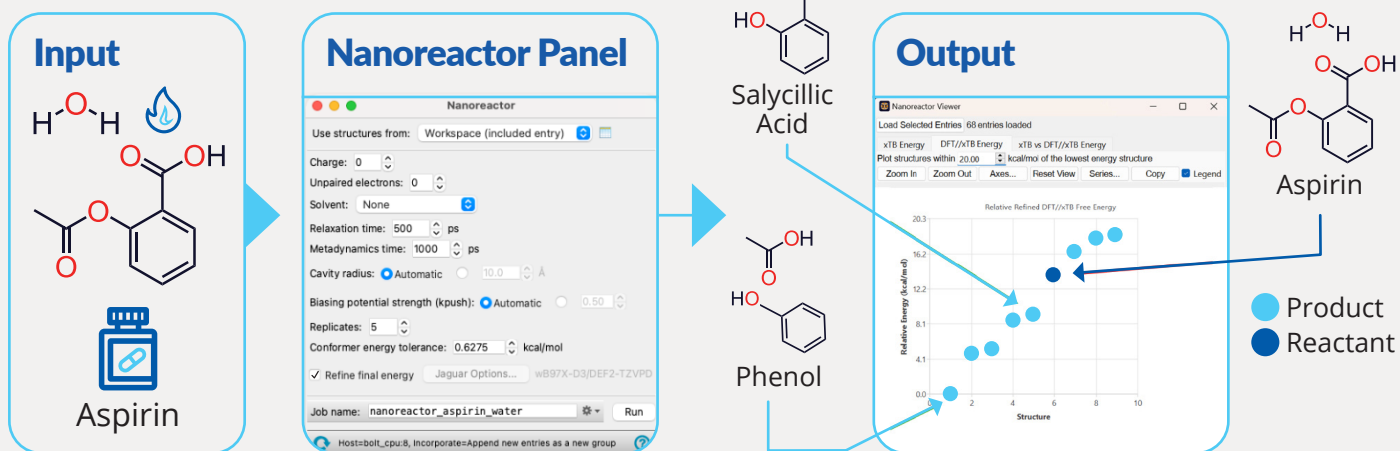 Input
H O H
O OH
O
O
Aspirin
Nanoreactor Panel
Nanoreactor
Use structures from: Workspace (included entry)
Charge: 0
Unpaired electrons: 0
Solvent: None
Relaxation time: 500 ps
Metadynamics time: 1000 ps
Cavity radius: Automatic 10.0 Å
Biasing potential strength (kpush): Automatic 0.50
Replicates: 5
Conformer energy tolerance: 0.6275 kcal/mol
Refine final energy Jaguar Options... wB97X-D3/DEF2-TZVPD
Job name: nanoreactor_aspirin_water Run
Host=bolt_cpu:8, Incorporate=Append new entries as a new group ?
HO
Salycillic
Acid
OH
O
HO
Phenol
Output
Nanoreactor Viewer
Load Selected Entries 68 entries loaded
xTB Energy DFT//xTB Energy xTB vs DFT//xTB Energy
Plot structures within 20.00 kcal/mol of the lowest energy structure
Zoom In Zoom Out Axes... Reset View Series... Copy Legend
Relative Refined DFT//xTB Free Energy
Relative Energy (kcal/mol)
20.3
16.2
12.2
8.1
4.1
0.0
0 2 4 6 8 10
Structure
H O H
O OH
O
O
Aspirin
Product
Reactant